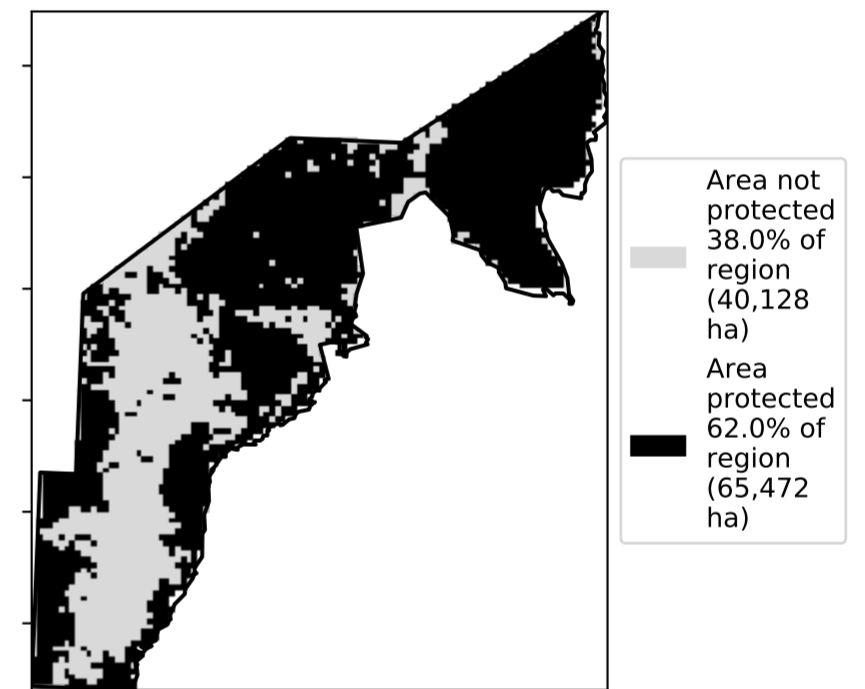 Area not
protected
38.0% of
region
(40,128
ha)
Area
protected
62.0% of
region
(65,472
ha)